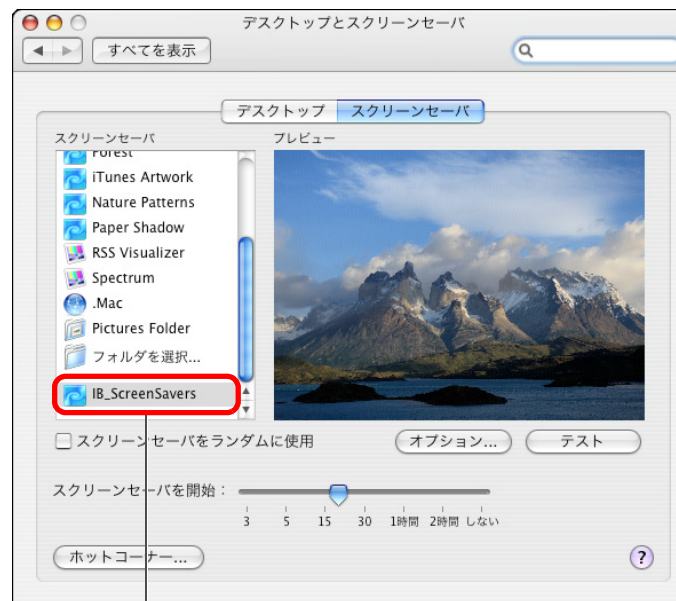 デスクトップとスクリーンセーバ
すべてを表示
デスクトップ
スクリーンセーバ
スクリーンセーバ
プレビュー
Forest
iTunes Artwork
Nature Patterns
Paper Shadow
RSS Visualizer
Spectrum
.Mac
Pictures Folder
フォルダを選択...
IB_ScreenSavers
スクリーンセーバをランダムに使用
オプション...
テスト
スクリーンセーバを開始：
3 5 15 30 1時間 2時間 しない
ホットコーナー...
?